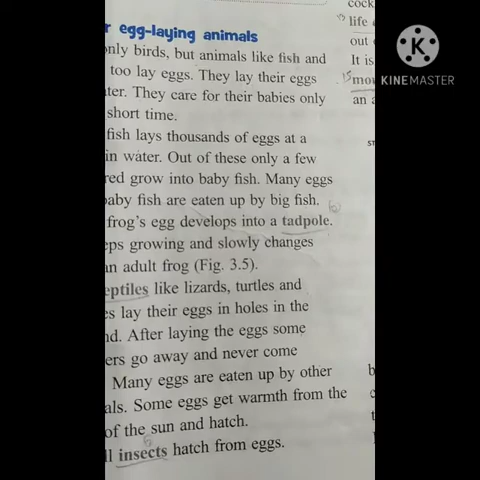 r egg-laying animals
only birds, but animals like fish and
too lay eggs. They lay their eggs
ter. They care for their babies only
short time.
fish lays thousands of eggs at a
in water. Out of these only a few
red grow into baby fish. Many eggs
aby fish are eaten up by big fish.
frog's egg develops into a tadpole.
ps growing and slowly changes
an adult frog (Fig. 3.5).
eptiles like lizards, turtles and
es lay their eggs in holes in the
nd. After laying the eggs some
ers go away and never come
Many eggs are eaten up by other
als. Some eggs get warmth from the
of the sun and hatch.
ll insects hatch from eggs.
cock
life
out
It is
mou
an a
ST
b
KINEMASTER